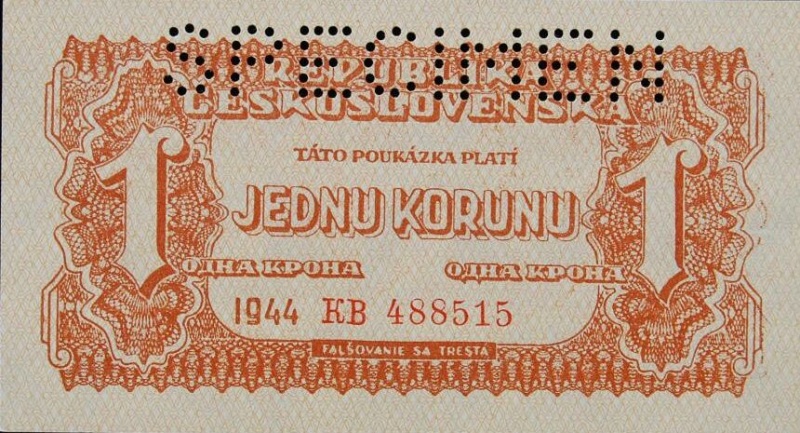 SPECIMEN
REPUBLIKA
ČESKOSLOVENSKÁ
TÁTO POUKÁZKA PLATÍ
JEDNU KORUNU
1 1
ОДНА КРОНА ОДНА КРОНА
1944 КВ 488515
FALŠOVANIE SA TRESTÁ